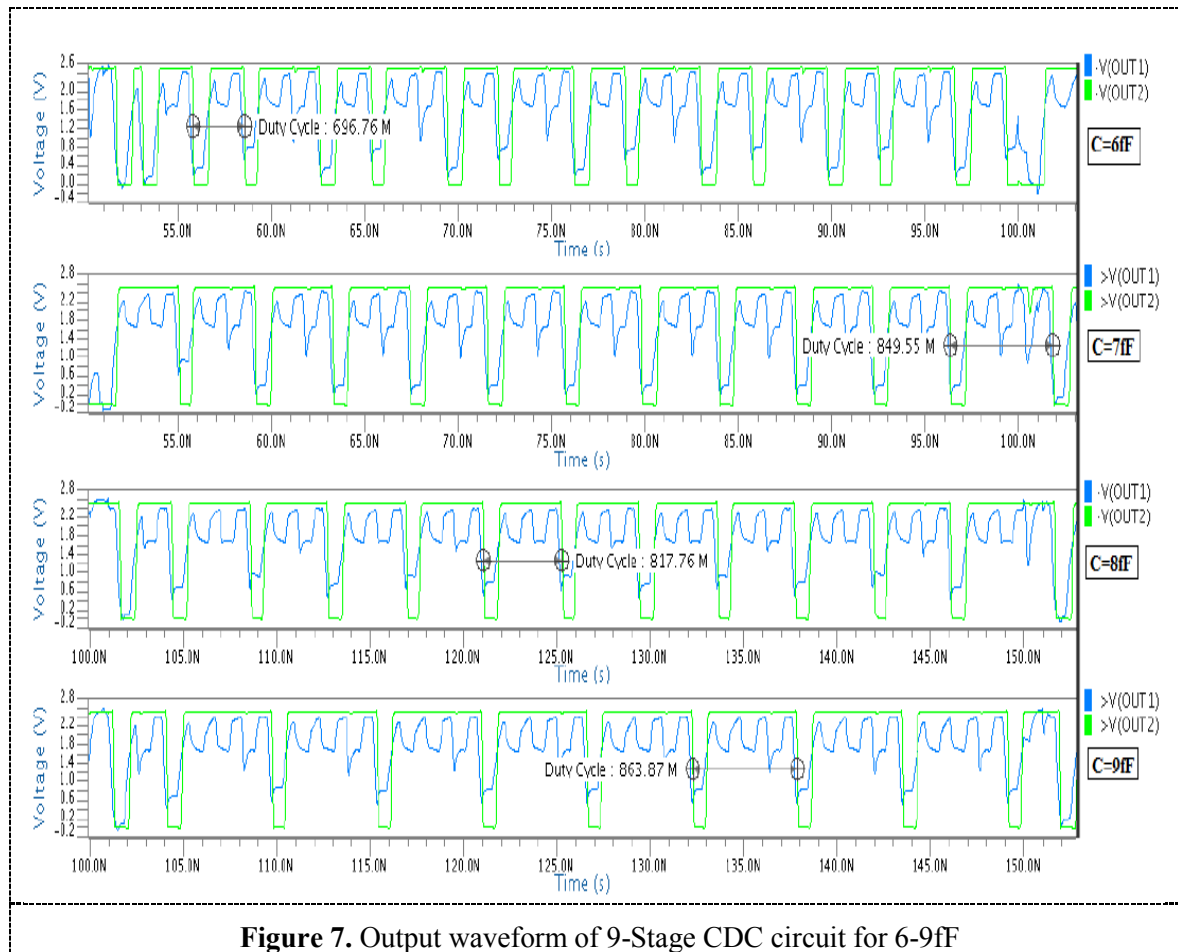 2.6
2.0
1.6
1.2
0.8
0.4
0.0
-0.4
Voltage (V)
Duty Cycle : 696.76 M
55.0N 60.0N 65.0N 70.0N 75.0N 80.0N 85.0N 90.0N 95.0N 100.0N
Time (s)
-V(OUT1)
-V(OUT2)
C=6fF
2.8
2.2
1.8
1.4
1.0
0.6
0.2
-0.2
Voltage (V)
Duty Cycle : 849.55 M
55.0N 60.0N 65.0N 70.0N 75.0N 80.0N 85.0N 90.0N 95.0N 100.0N
Time (s)
>V(OUT1)
>V(OUT2)
C=7fF
2.8
2.2
1.8
1.4
1.0
0.6
0.2
-0.2
Voltage (V)
Duty Cycle : 817.76 M
100.0N 105.0N 110.0N 115.0N 120.0N 125.0N 130.0N 135.0N 140.0N 145.0N 150.0N
Time (s)
-V(OUT1)
-V(OUT2)
C=8fF
2.8
2.2
1.8
1.4
1.0
0.6
0.2
-0.2
Voltage (V)
Duty Cycle : 863.87 M
100.0N 105.0N 110.0N 115.0N 120.0N 125.0N 130.0N 135.0N 140.0N 145.0N 150.0N
Time (s)
>V(OUT1)
>V(OUT2)
C=9fF
Figure 7. Output waveform of 9-Stage CDC circuit for 6-9fF